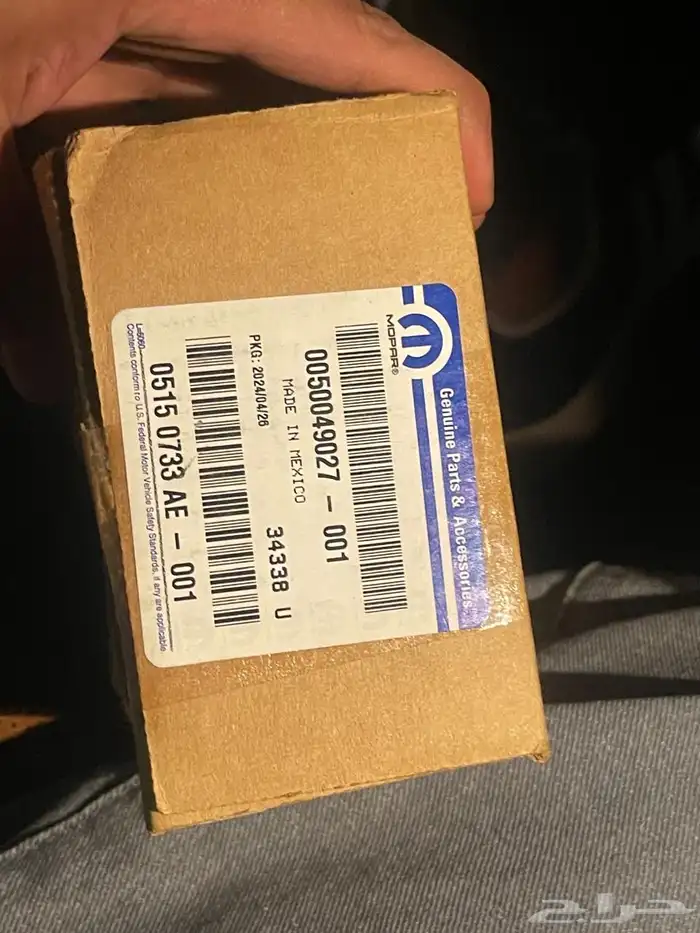 MOPAR®
Genuine Parts & Accessories
0050049027 - 001
MADE IN MEXICO
34338 U
PKG: 2024/04/26
0515 0733 AE - 001
L=6060
Contents conform to U.S. Federal Motor Vehicle Safety Standards, if any are applicable
حراج